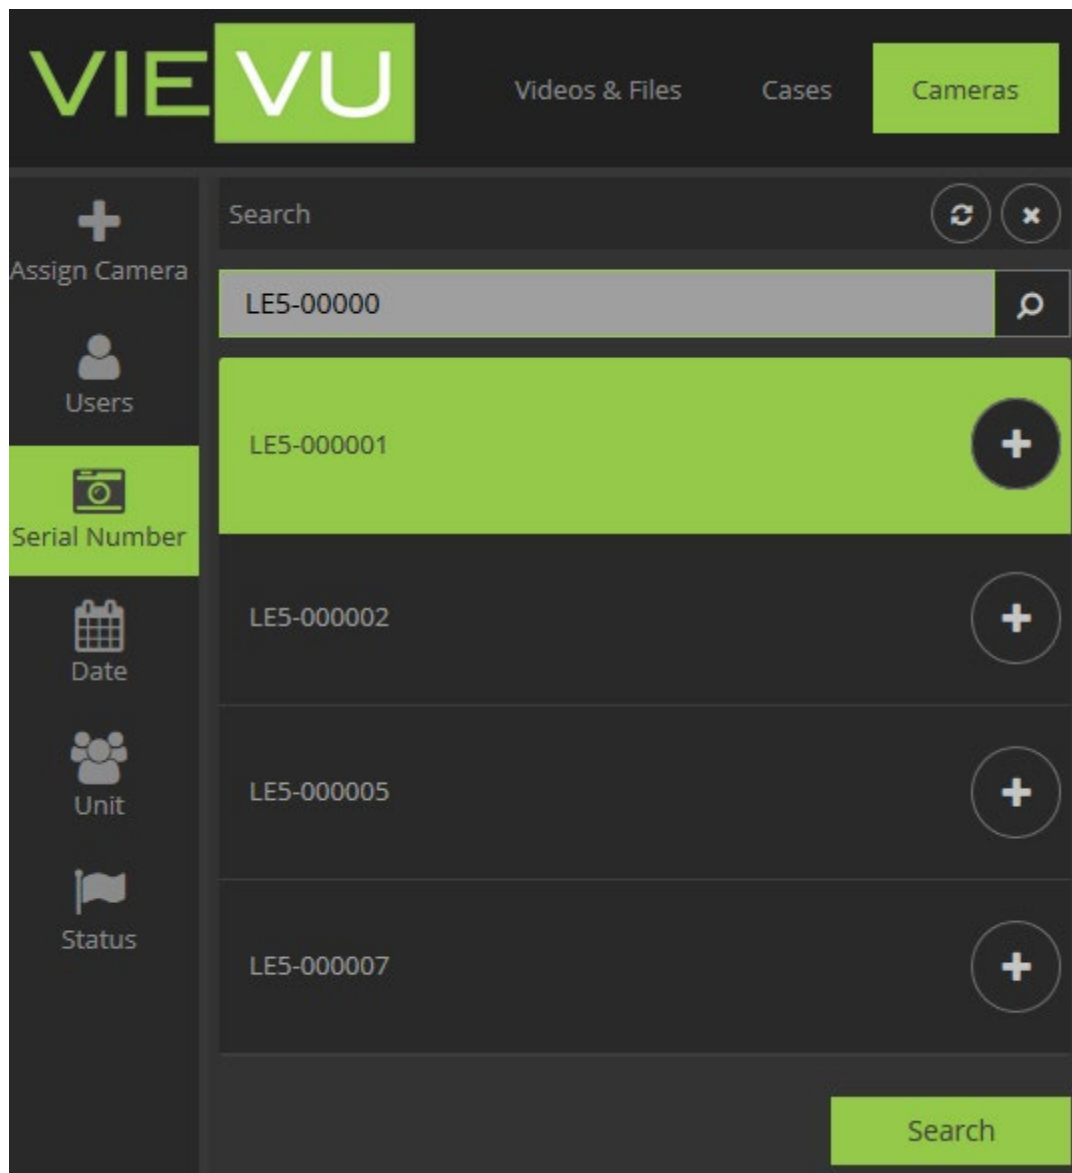 VIEVU
Videos & Files
Cases
Cameras
Assign Camera
Users
Serial Number
Date
Unit
Status
Search
LE5-00000
LE5-000001
LE5-000002
LE5-000005
LE5-000007
Search